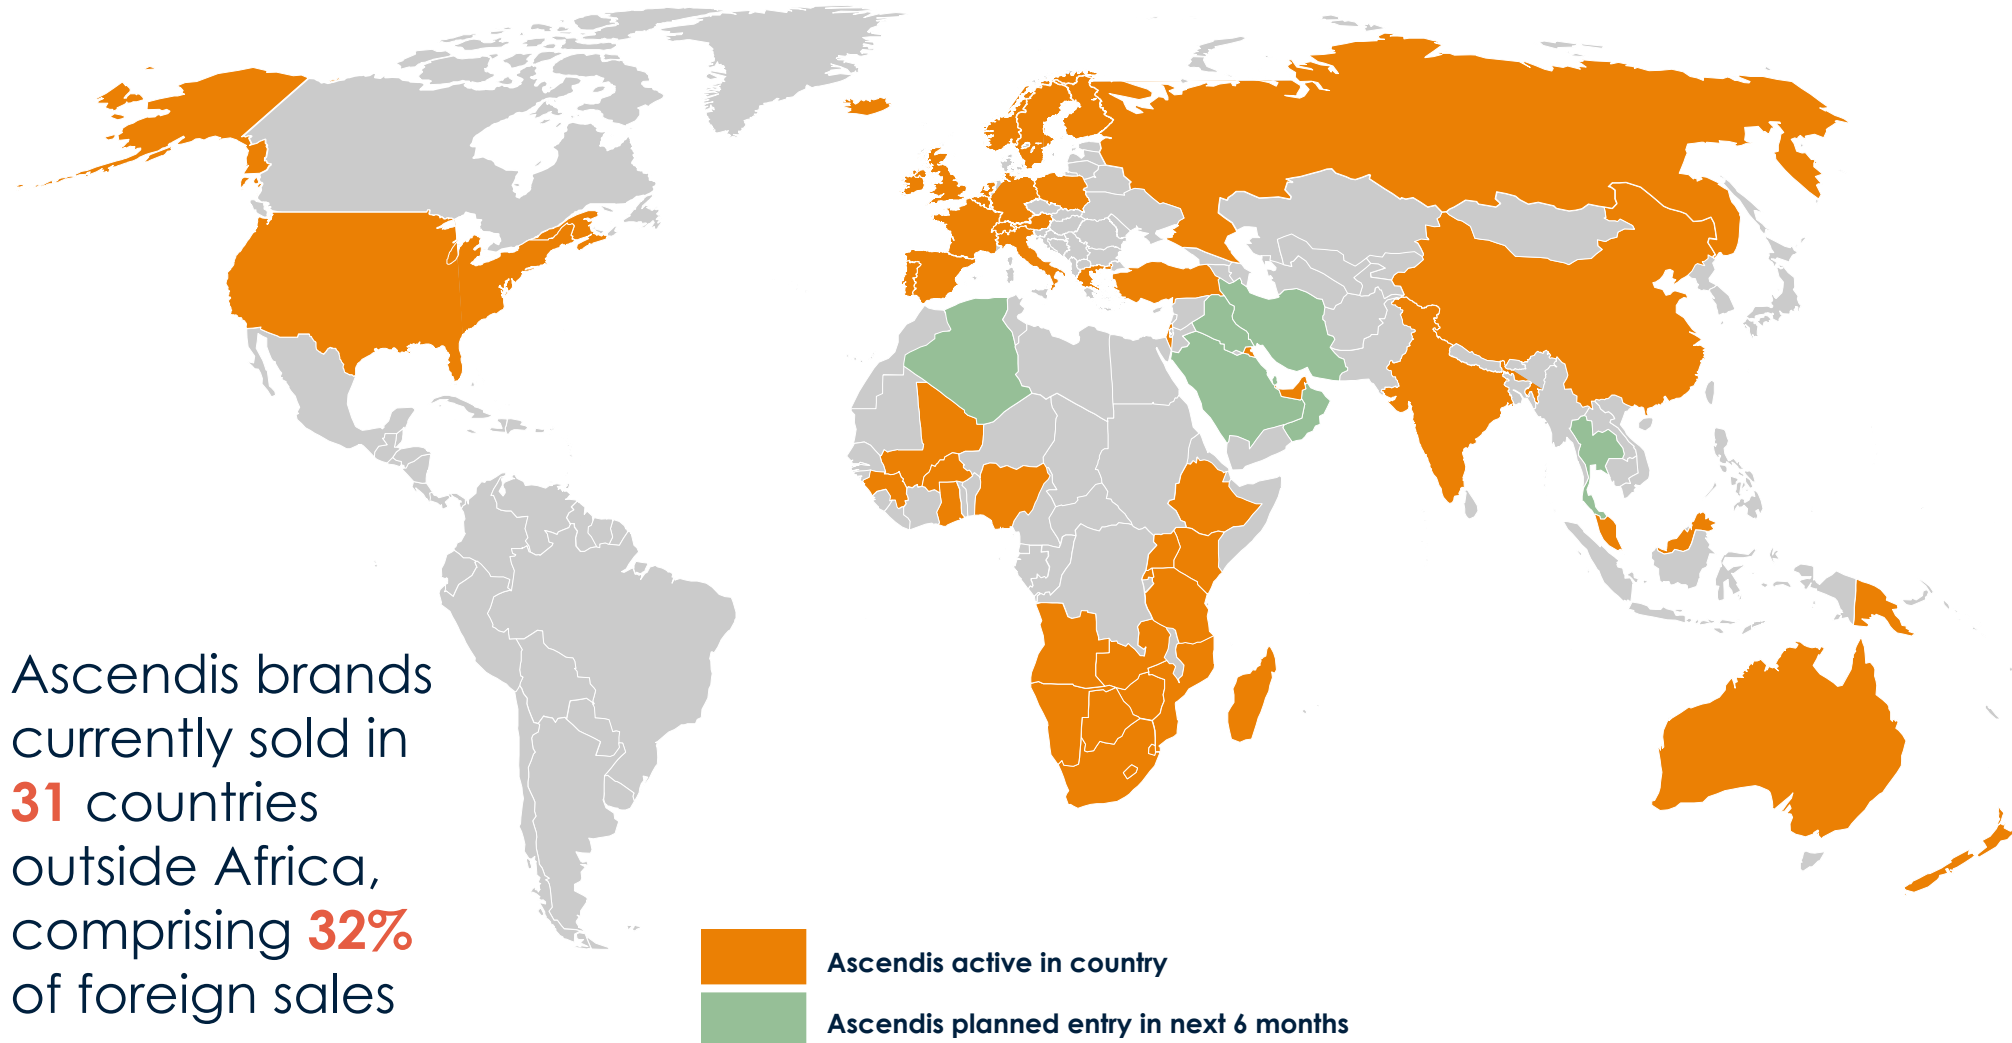 Ascendis brands
currently sold in
31 countries
outside Africa,
comprising 32%
of foreign sales
Ascendis active in country
Ascendis planned entry in next 6 months